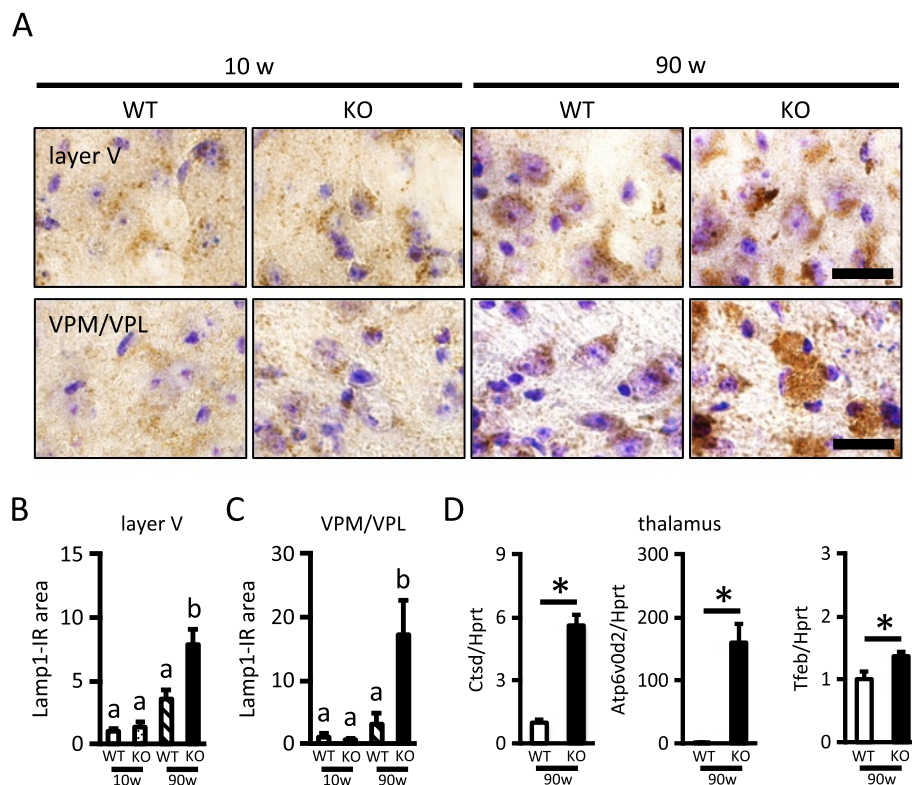 A
10 w
90 w
WT
KO
WT
KO
layer V
VPM/VPL
B
layer V
Lamp1-IR area
15
10
5
0
a
a
a
b
WT
KO
WT
KO
10w
90w
C
VPM/VPL
Lamp1-IR area
30
20
10
0
a
a
a
b
WT
KO
WT
KO
10w
90w
D
thalamus
Ctsd/Hprt
9
6
3
0
*
WT
KO
90w
Atp6v0d2/Hprt
300
200
100
0
*
WT
KO
90w
Tfeb/Hprt
3
2
1
0
*
WT
KO
90w